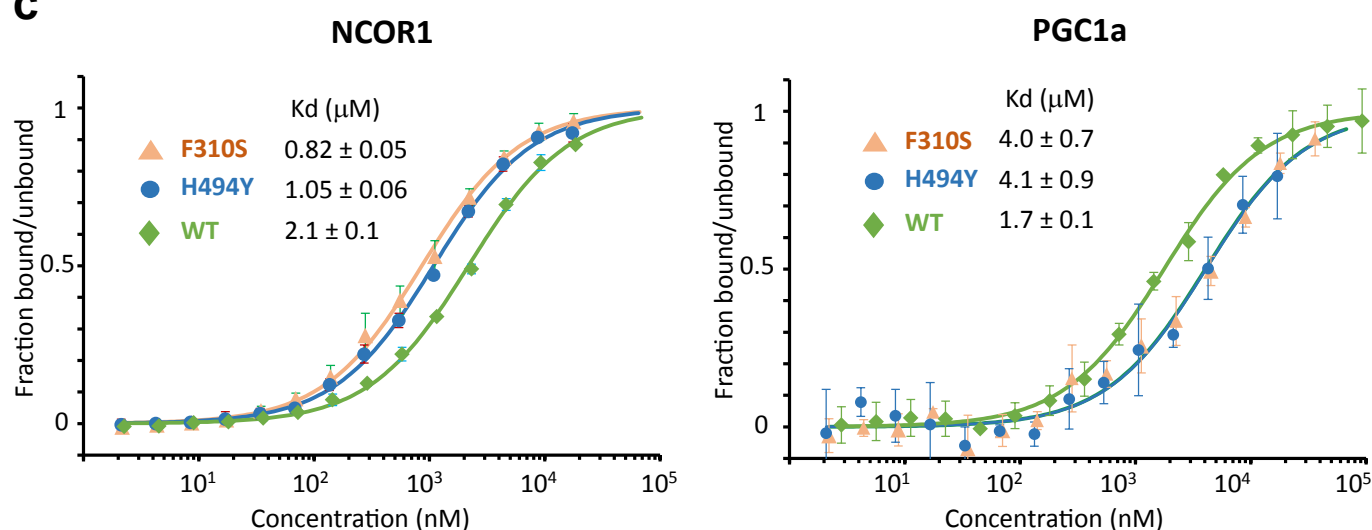 c
NCOR1
Kd (μM)
F310S 0.82 ± 0.05
H494Y 1.05 ± 0.06
WT 2.1 ± 0.1
Fraction bound/unbound
1
0.5
0
10¹ 10² 10³ 10⁴ 10⁵
Concentration (nM)
PGC1a
Kd (μM)
F310S 4.0 ± 0.7
H494Y 4.1 ± 0.9
WT 1.7 ± 0.1
Fraction bound/unbound
1
0.5
0
10¹ 10² 10³ 10⁴ 10⁵
Concentration (nM)